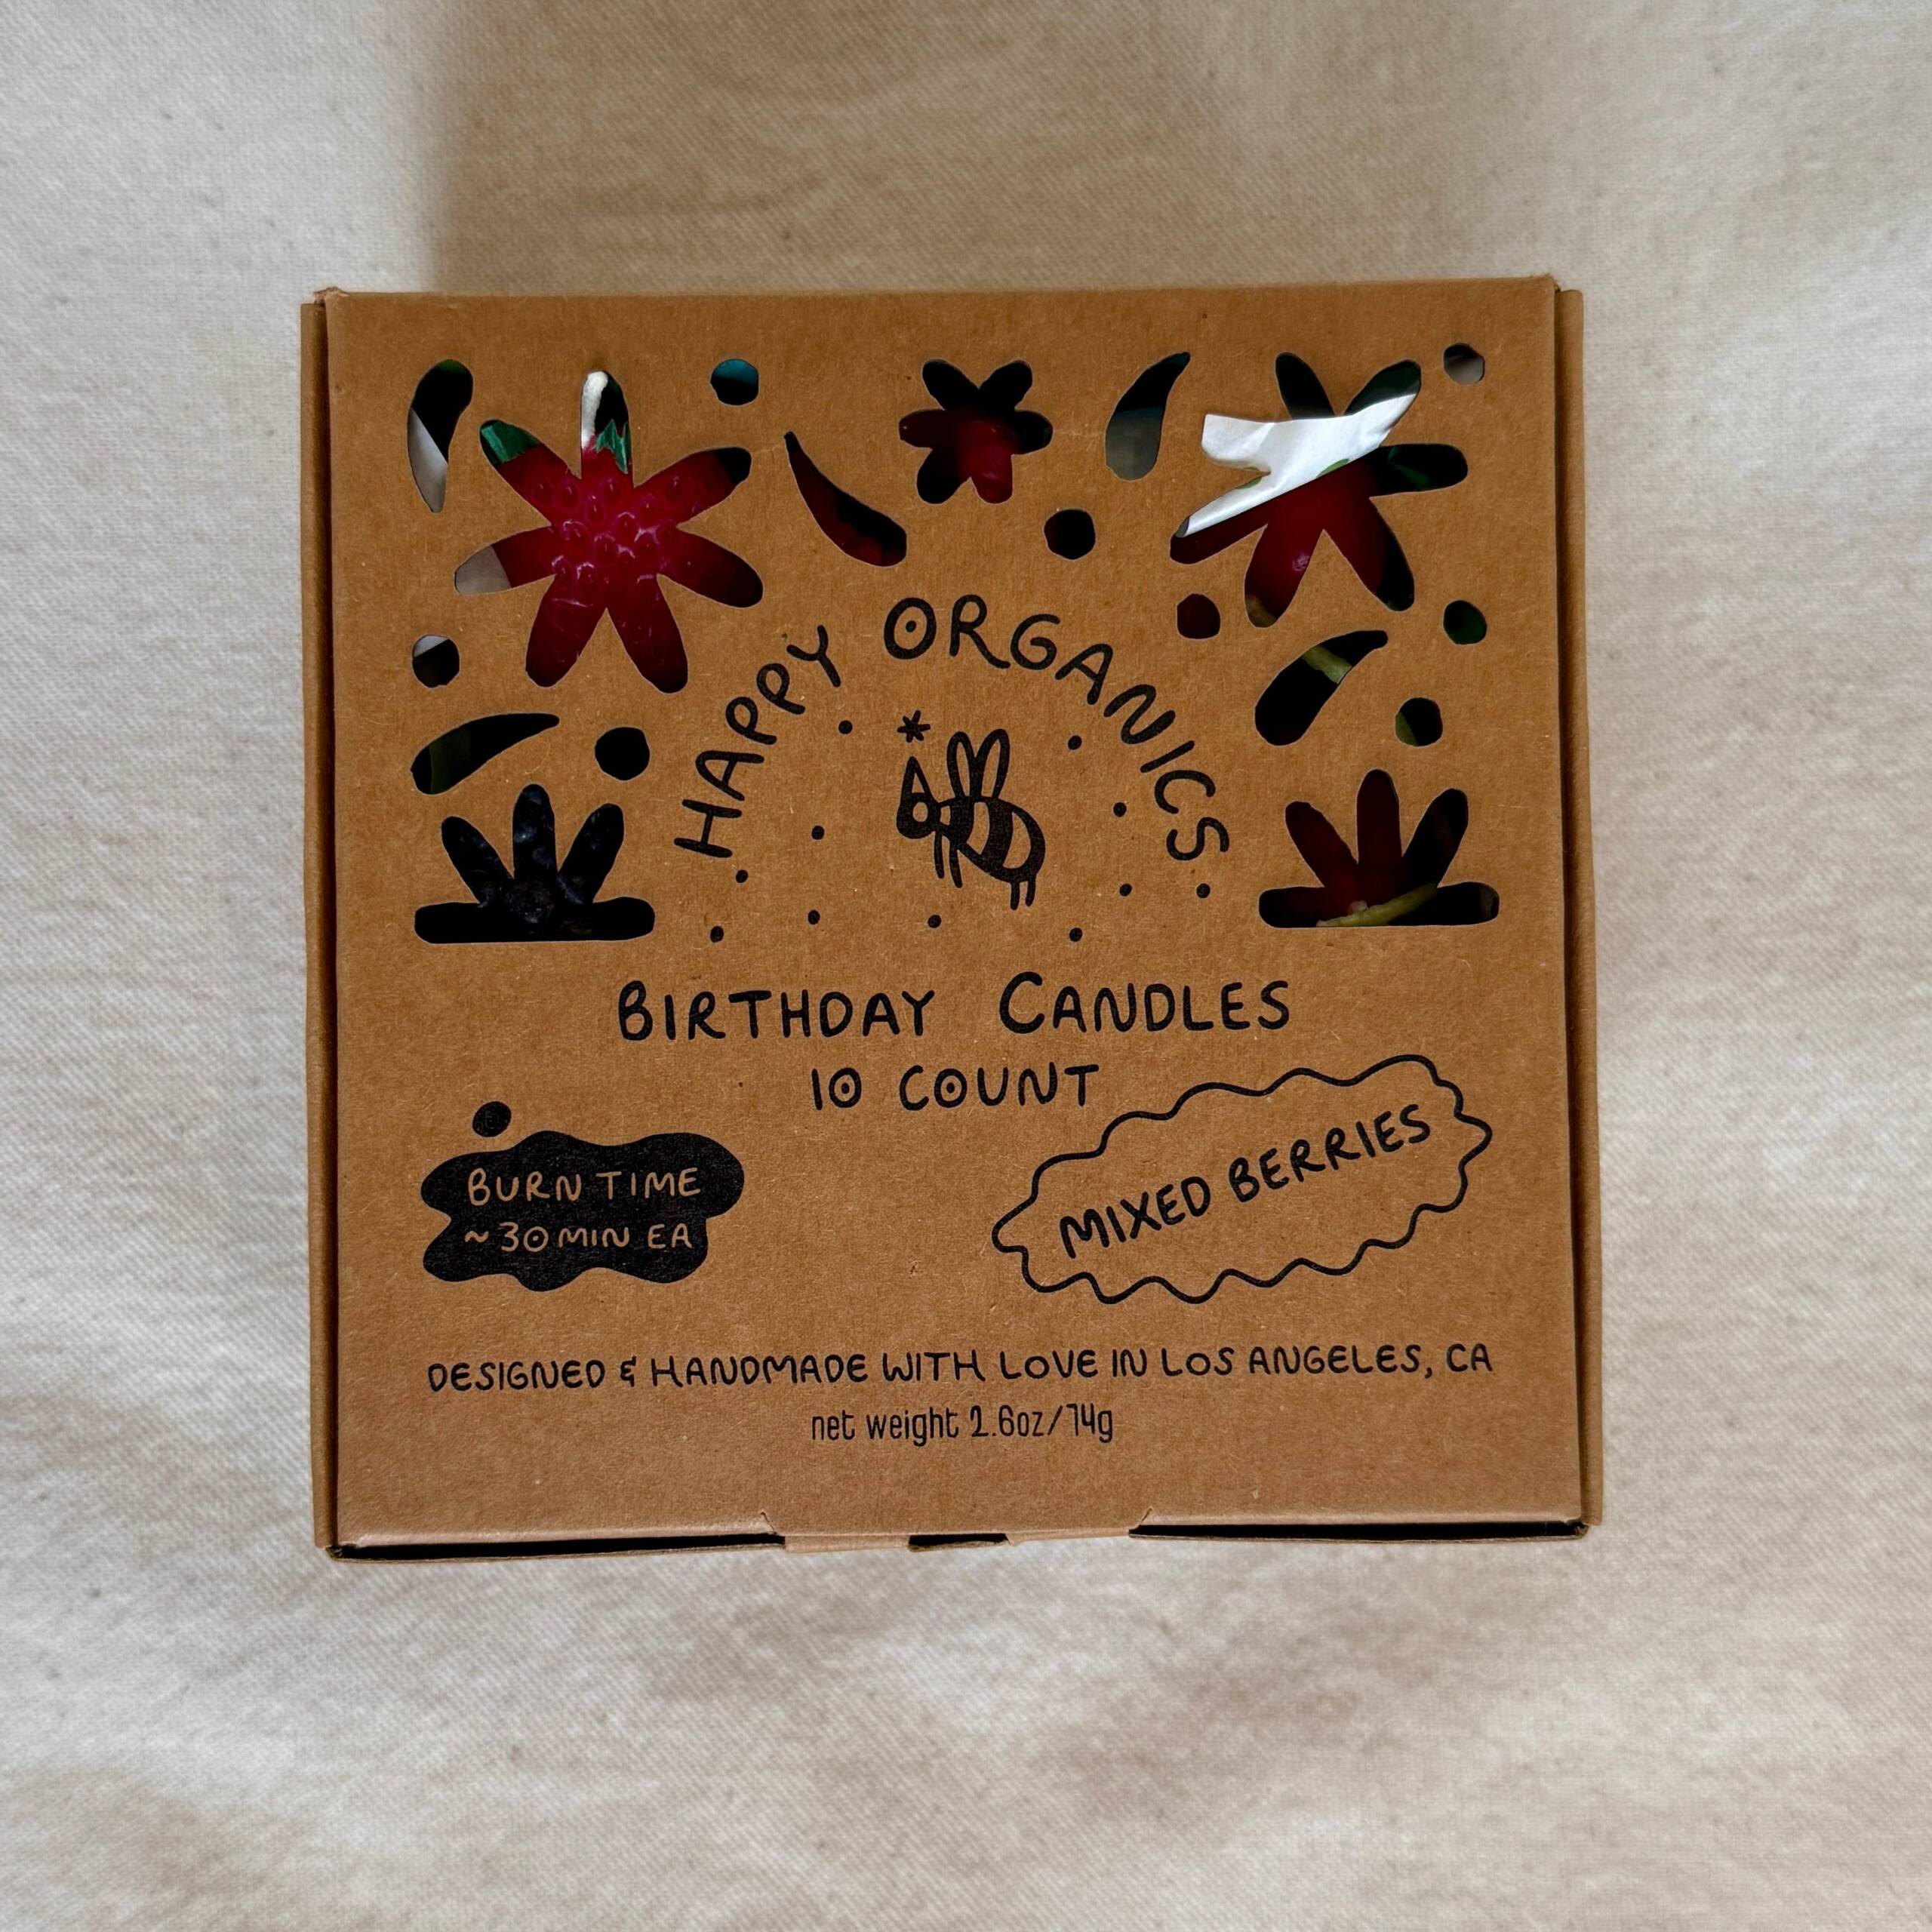 HAPPY ORGANICS
BIRTHDAY CANDLES
10 COUNT
BURN TIME
~30 MIN EA
MIXED BERRIES
DESIGNED & HANDMADE WITH LOVE IN LOS ANGELES, CA
net weight 2.6oz/74g